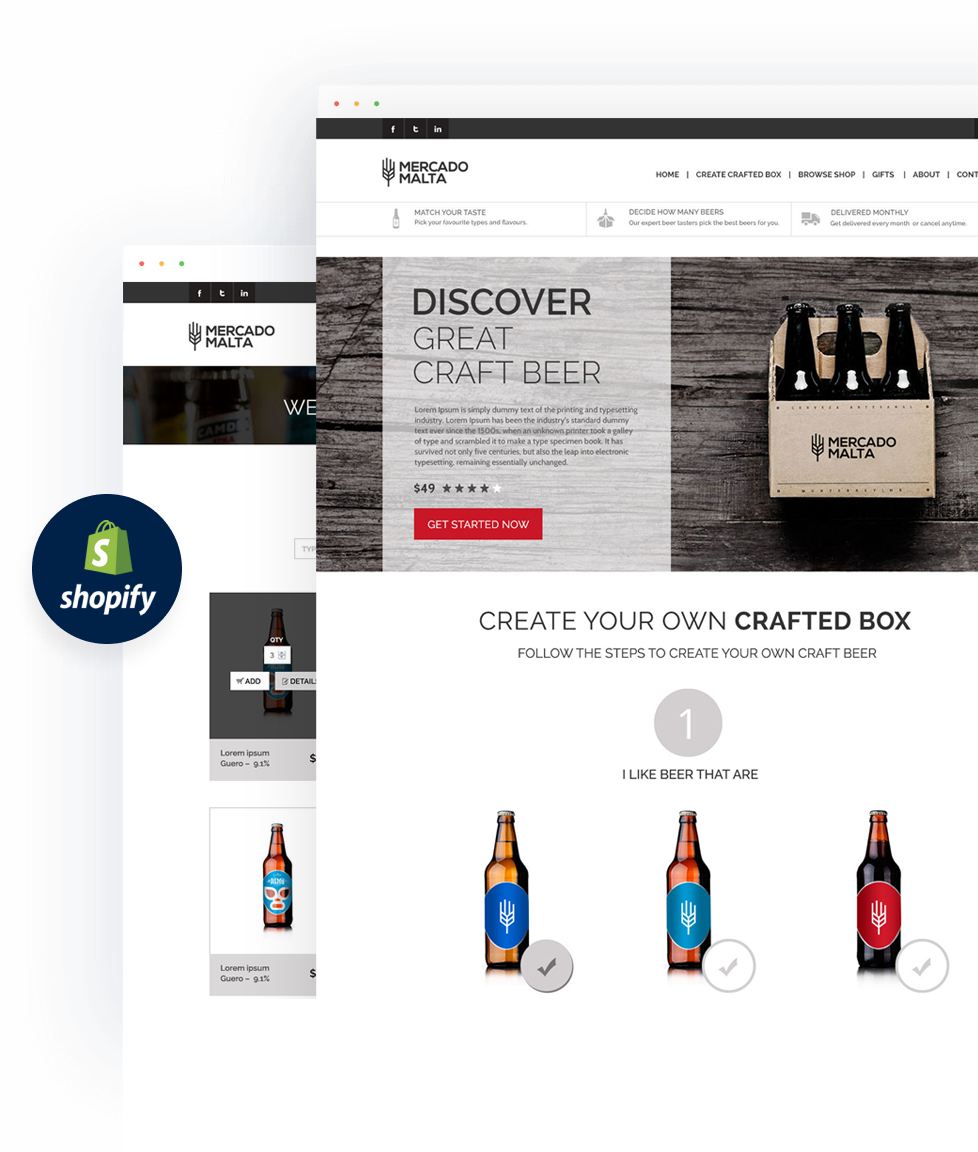 f t in
MERCADO
MALTA
HOME | CREATE CRAFTED BOX | BROWSE SHOP | GIFTS | ABOUT | CONT
MATCH YOUR TASTE
Pick your favourite types and flavours.
DECIDE HOW MANY BEERS
Our expert beer tasters pick the best beers for you.
DELIVERED MONTHLY
Get delivered every month or cancel anytime.
DISCOVER
GREAT
CRAFT BEER
Lorem Ipsum is simply dummy text of the printing and typesetting
industry. Lorem Ipsum has been the industry's standard dummy
text ever since the 1500s, when an unknown printer took a galley
of type and scrambled it to make a type specimen book. It has
survived not only five centuries, but also the leap into electronic
typesetting, remaining essentially unchanged.
$49
GET STARTED NOW
CERVEZA ARTESANAL
MERCADO
MALTA
CREATE YOUR OWN CRAFTED BOX
FOLLOW THE STEPS TO CREATE YOUR OWN CRAFT BEER
1
I LIKE BEER THAT ARE
f t in
MERCADO
MALTA
WE
TYP
QTY
3
ADD
DETAILS
Lorem ipsum
Guero – 9.1%
$
Lorem ipsum
Guero – 9.1%
$
S
shopify